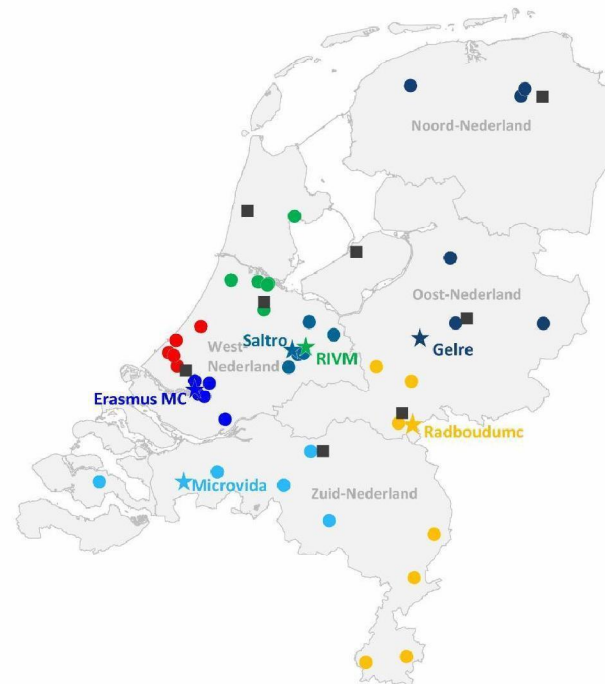 Noord-Nederland
Oost-Nederland
Saltro
West-
Nederland
RIVM
Gelre
Erasmus MC
Radboudumc
Microvida
Zuid-Nederland